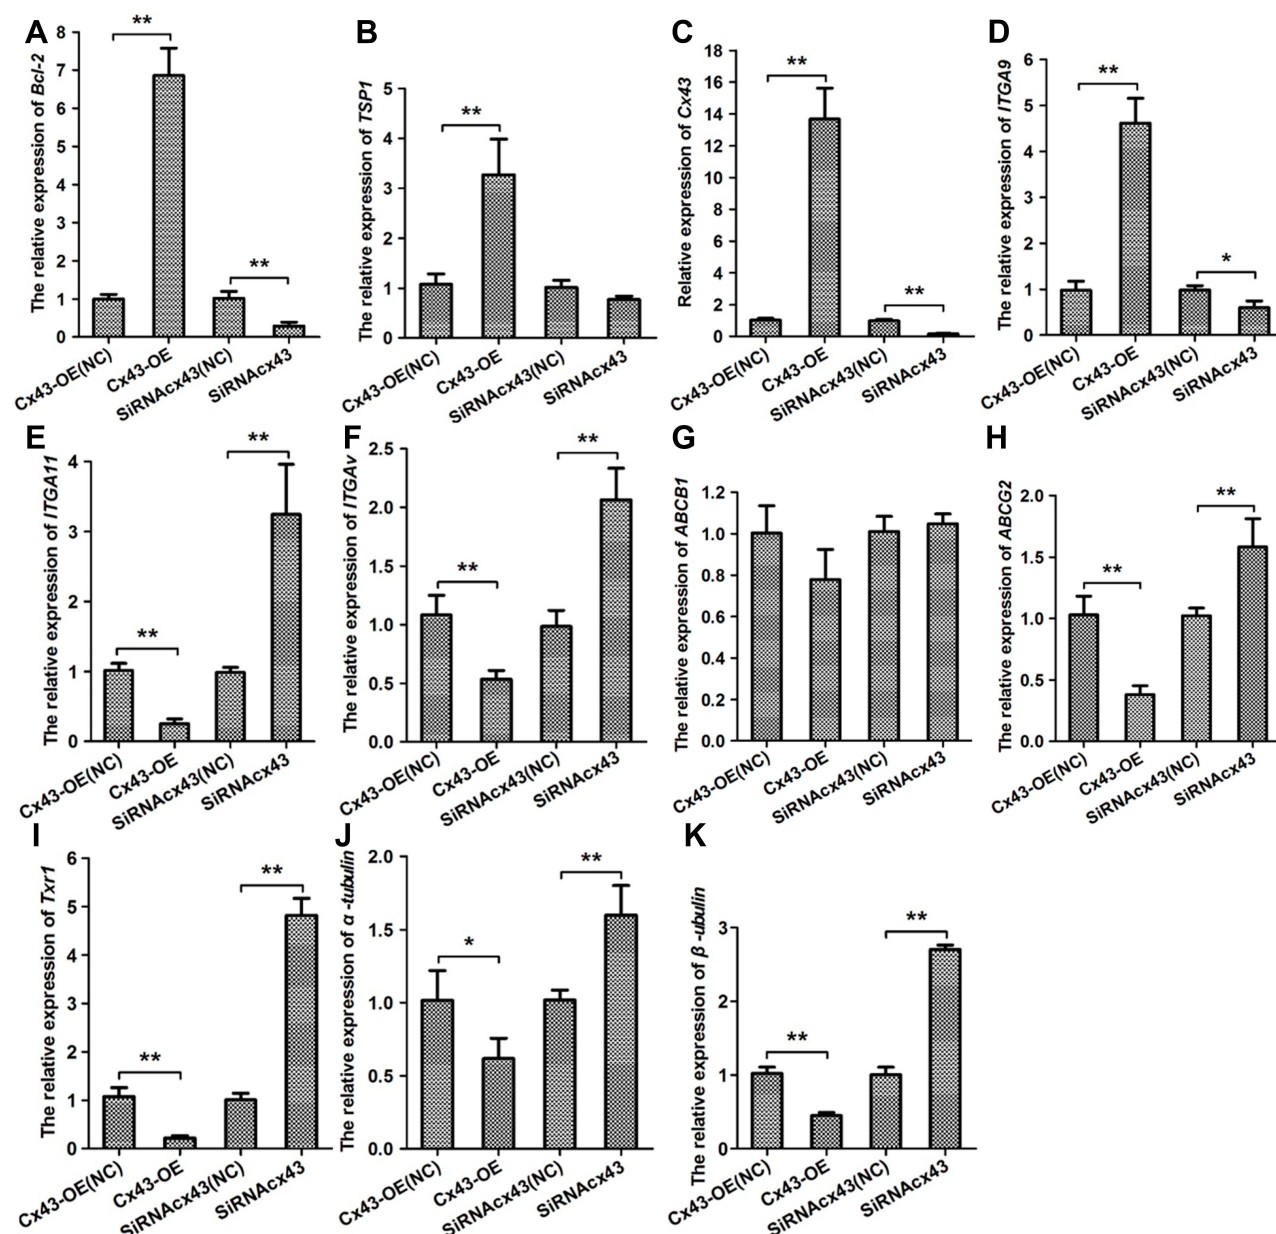 A
The relative expression of Bcl-2
8
7
6
5
4
3
2
1
0
**
**
Cx43-OE(NC)
Cx43-OE
SiRNAcx43(NC)
SiRNAcx43
B
The relative expression of TSP1
5
4
3
2
1
0
**
Cx43-OE(NC)
Cx43-OE
SiRNAcx43(NC)
SiRNAcx43
C
Relative expression of Cx43
18
16
14
12
10
8
6
4
2
0
**
**
Cx43-OE(NC)
Cx43-OE
SiRNAcx43(NC)
SiRNAcx43
D
The relative expression of ITGA9
6
5
4
3
2
1
0
**
*
Cx43-OE(NC)
Cx43-OE
SiRNAcx43(NC)
SiRNAcx43
E
The relative expression of ITGA11
4
3
2
1
0
**
**
Cx43-OE(NC)
Cx43-OE
SiRNAcx43(NC)
SiRNAcx43
F
The relative expression of ITGAv
2.5
2.0
1.5
1.0
0.5
0.0
**
**
Cx43-OE(NC)
Cx43-OE
SiRNAcx43(NC)
SiRNAcx43
G
The relative expression of ABCB1
1.2
1.0
0.8
0.6
0.4
0.2
0.0
Cx43-OE(NC)
Cx43-OE
SiRNAcx43(NC)
SiRNAcx43
H
The relative expression of ABCG2
2.0
1.5
1.0
0.5
0.0
**
**
Cx43-OE(NC)
Cx43-OE
SiRNAcx43(NC)
SiRNAcx43
I
The relative expression of Txr1
6
5
4
3
2
1
0
**
**
Cx43-OE(NC)
Cx43-OE
SiRNAcx43(NC)
SiRNAcx43
J
The relative expression of α -tubulin
2.0
1.5
1.0
0.5
0.0
*
**
Cx43-OE(NC)
Cx43-OE
SiRNAcx43(NC)
SiRNAcx43
K
The relative expression of β -ubulin
3
2
1
0
**
**
Cx43-OE(NC)
Cx43-OE
SiRNAcx43(NC)
SiRNAcx43